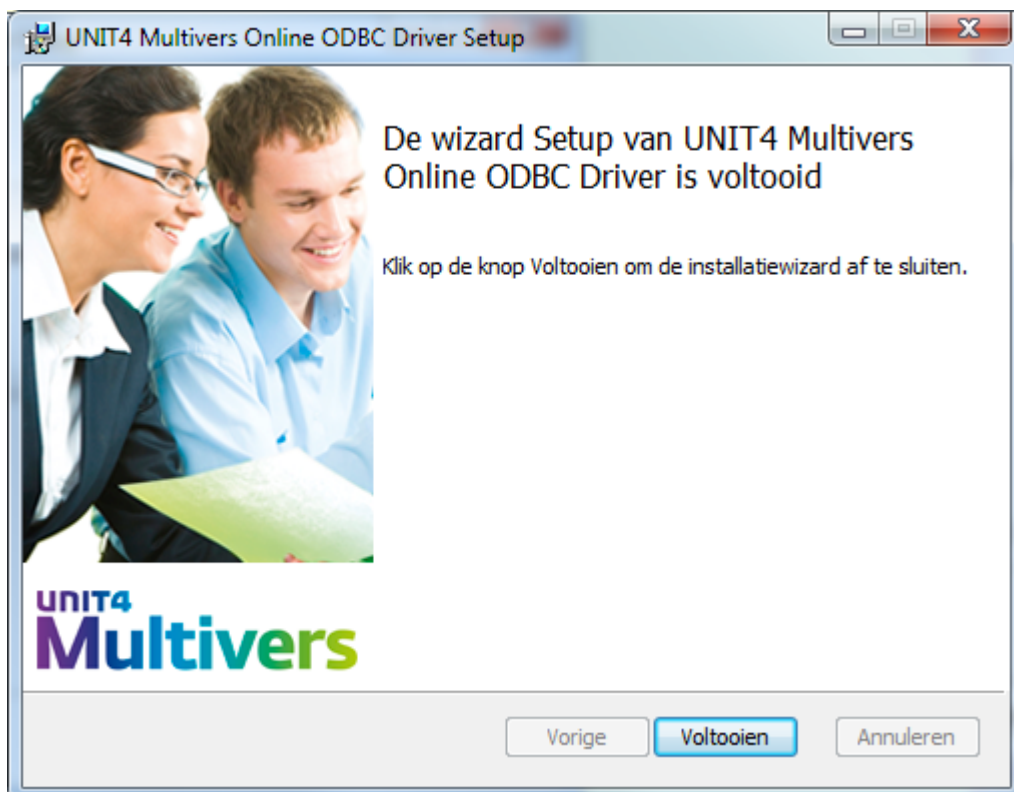 UNIT4 Multivers Online ODBC Driver Setup
De wizard Setup van UNIT4 Multivers
Online ODBC Driver is voltooid
Klik op de knop Voltooien om de installatiewizard af te sluiten.
UNIT4
Multivers
Vorige
Voltooien
Annuleren